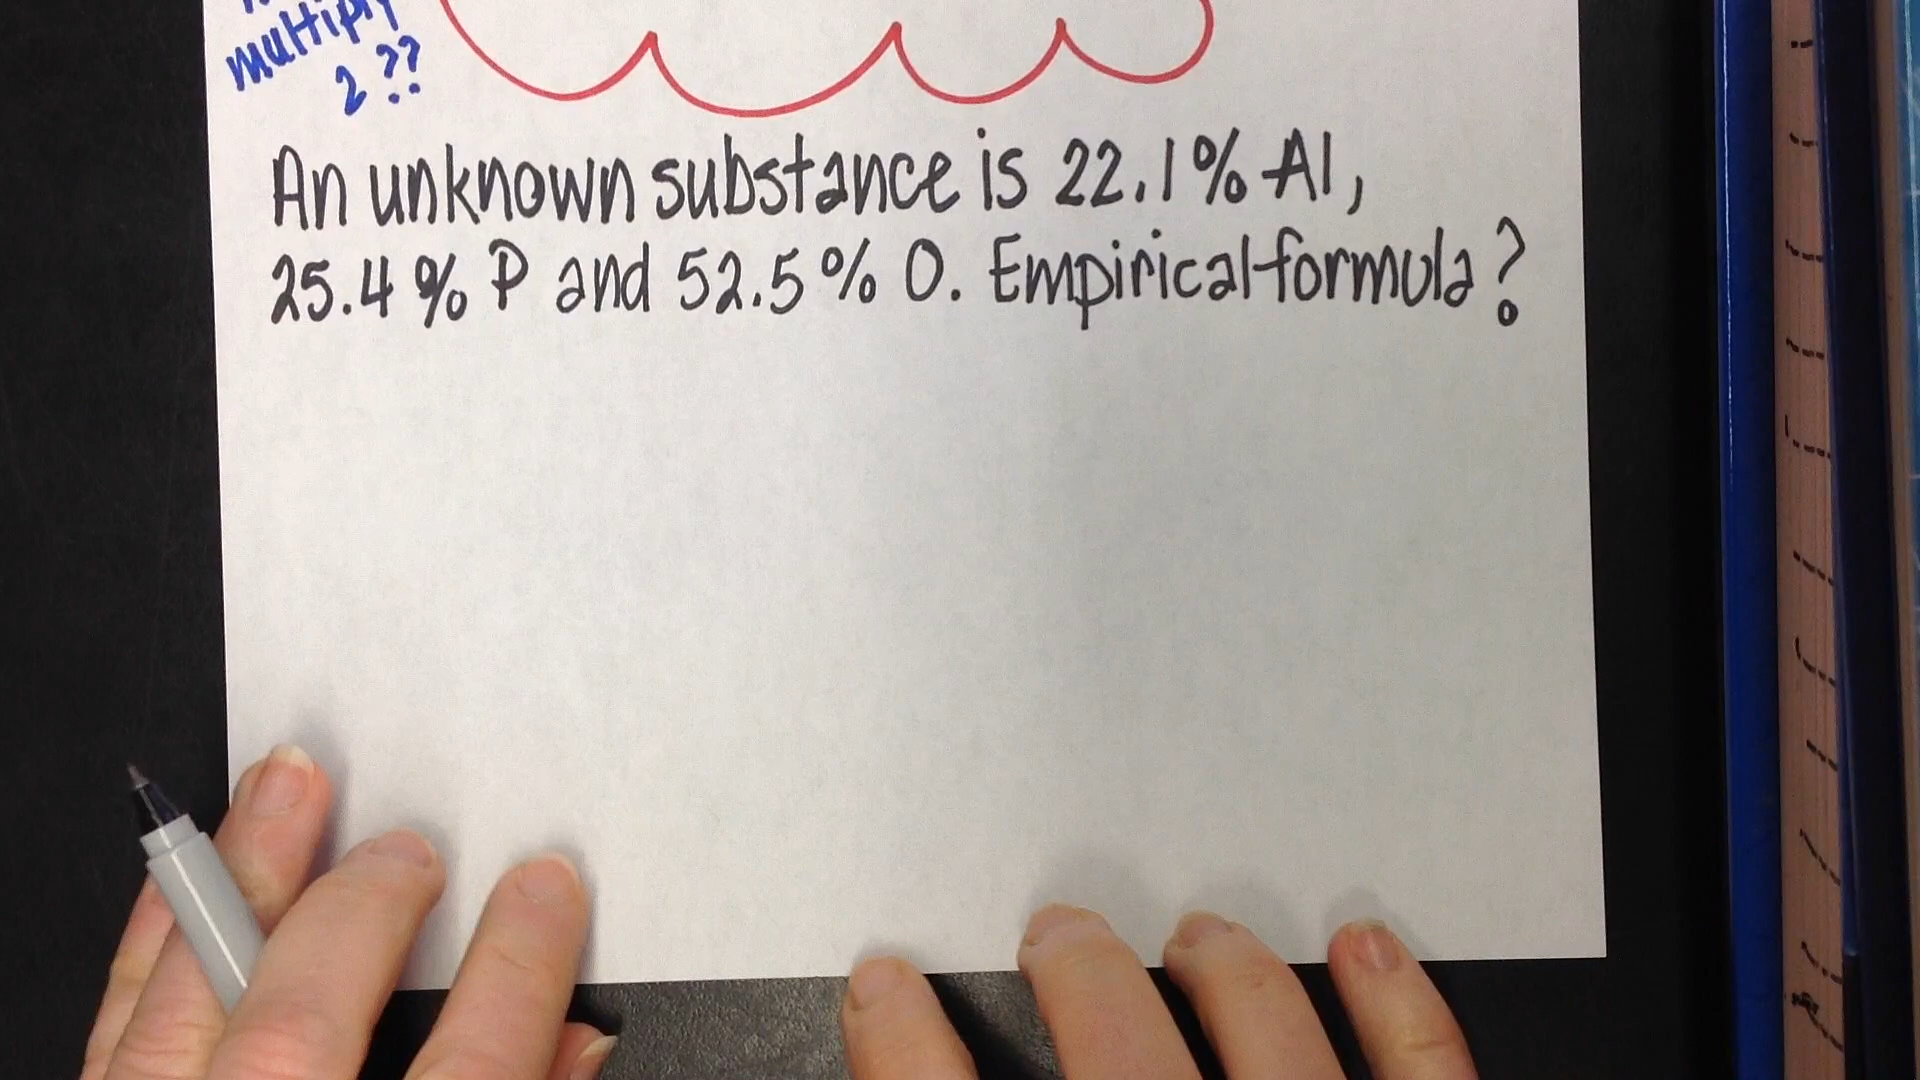 multiply
2 ??
An unknown substance is 22.1% Al,
25.4% P and 52.5% O. Empirical formula?